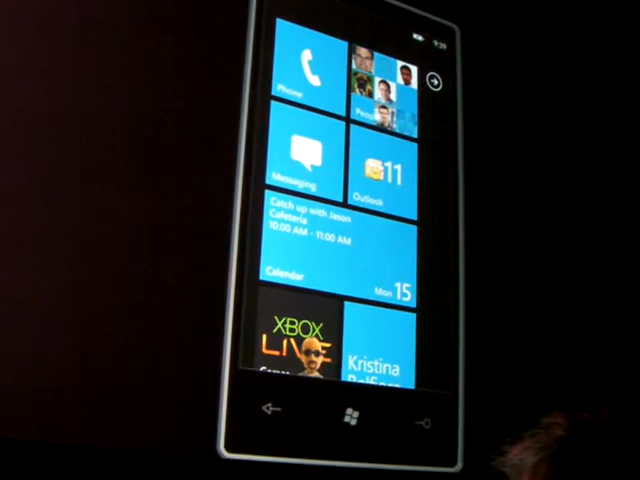 9:39
Phone
Messaging
11
Outlook
Catch up with Jason
Cafeteria
10:00 AM - 11:00 AM
Calendar
Mon 15
XBOX
LIVE
Kristina